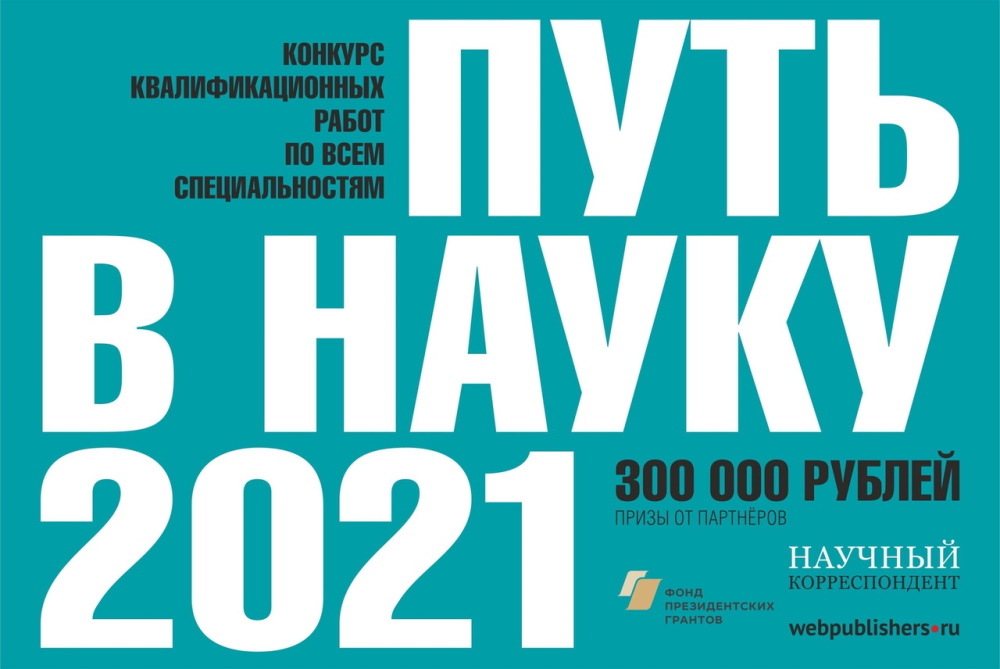 КОНКУРС
КВАЛИФИКАЦИОННЫХ
РАБОТ
ПО ВСЕМ
СПЕЦИАЛЬНОСТЯМ
ПУТЬ
В НАУКУ
2021
300 000 РУБЛЕЙ
ПРИЗЫ ОТ ПАРТНЁРОВ
ФОНД
ПРЕЗИДЕНТСКИХ
ГРАНТОВ
НАУЧНЫЙ
КОРРЕСПОНДЕНТ
webpublishers•ru